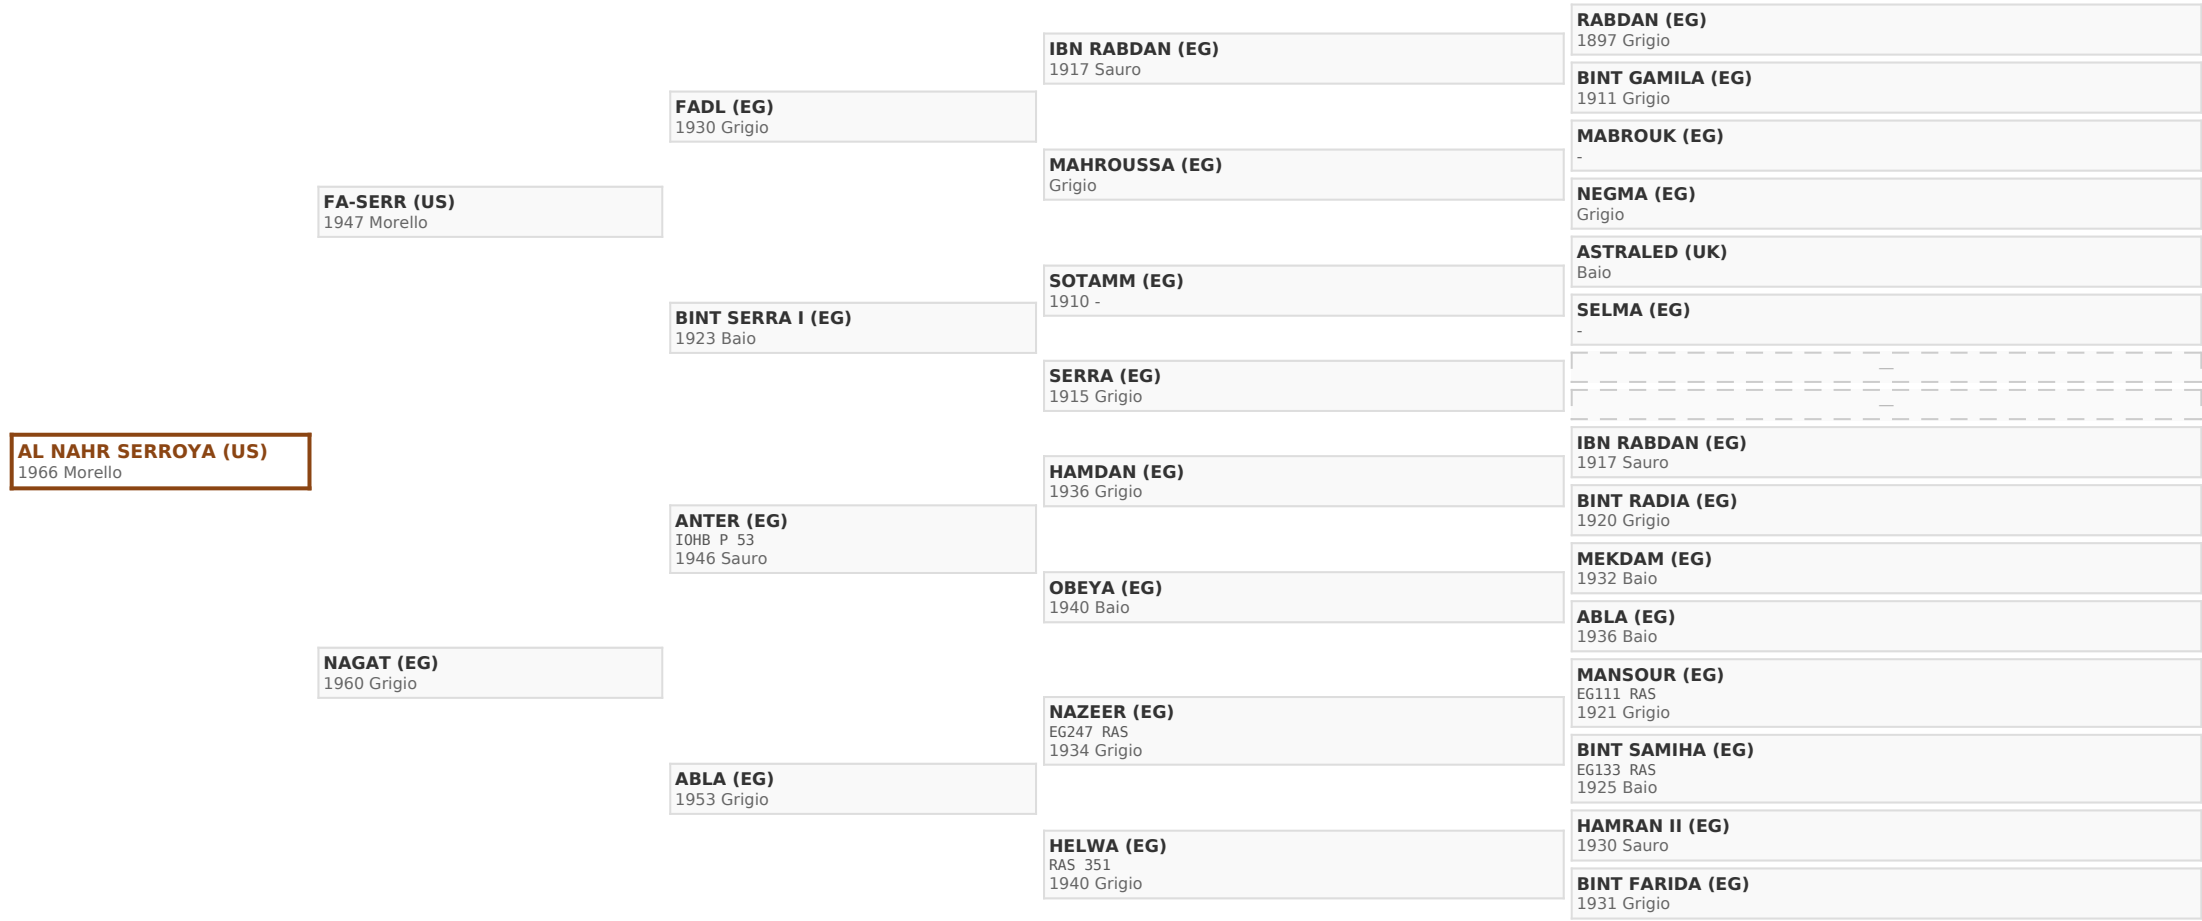 AL NAHR SERROYA (US)
1966 Morello
FA-SERR (US)
1947 Morello
NAGAT (EG)
1960 Grigio
FADL (EG)
1930 Grigio
BINT SERRA I (EG)
1923 Baio
ANTER (EG)
IOHB P 53
1946 Sauro
ABLA (EG)
1953 Grigio
IBN RABDAN (EG)
1917 Sauro
MAHROUSSA (EG)
Grigio
SOTAMM (EG)
1910 -
SERRA (EG)
1915 Grigio
HAMDAN (EG)
1936 Grigio
OBEYA (EG)
1940 Baio
NAZEER (EG)
EG247 RAS
1934 Grigio
HELWA (EG)
RAS 351
1940 Grigio
RABDAN (EG)
1897 Grigio
BINT GAMILA (EG)
1911 Grigio
MABROUK (EG)
-
NEGMA (EG)
Grigio
ASTRALED (UK)
Baio
SELMA (EG)
-
—
—
IBN RABDAN (EG)
1917 Sauro
BINT RADIA (EG)
1920 Grigio
MEKDAM (EG)
1932 Baio
ABLA (EG)
1936 Baio
MANSOUR (EG)
EG111 RAS
1921 Grigio
BINT SAMIHA (EG)
EG133 RAS
1925 Baio
HAMRAN II (EG)
1930 Sauro
BINT FARIDA (EG)
1931 Grigio